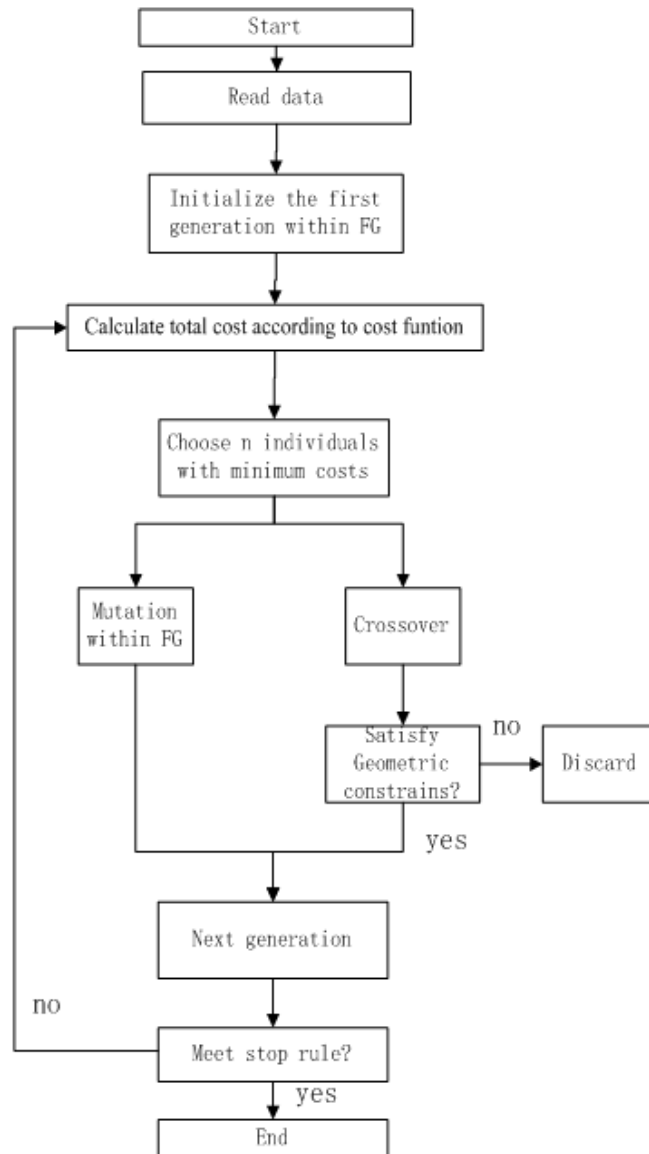 Start
Read data
Initialize the first
generation within FG
Calculate total cost according to cost funtion
Choose n individuals
with minimum costs
Mutation
within FG
Crossover
Satisfy
Geometric
constrains?
no
Discard
yes
Next generation
no
Meet stop rule?
yes
End